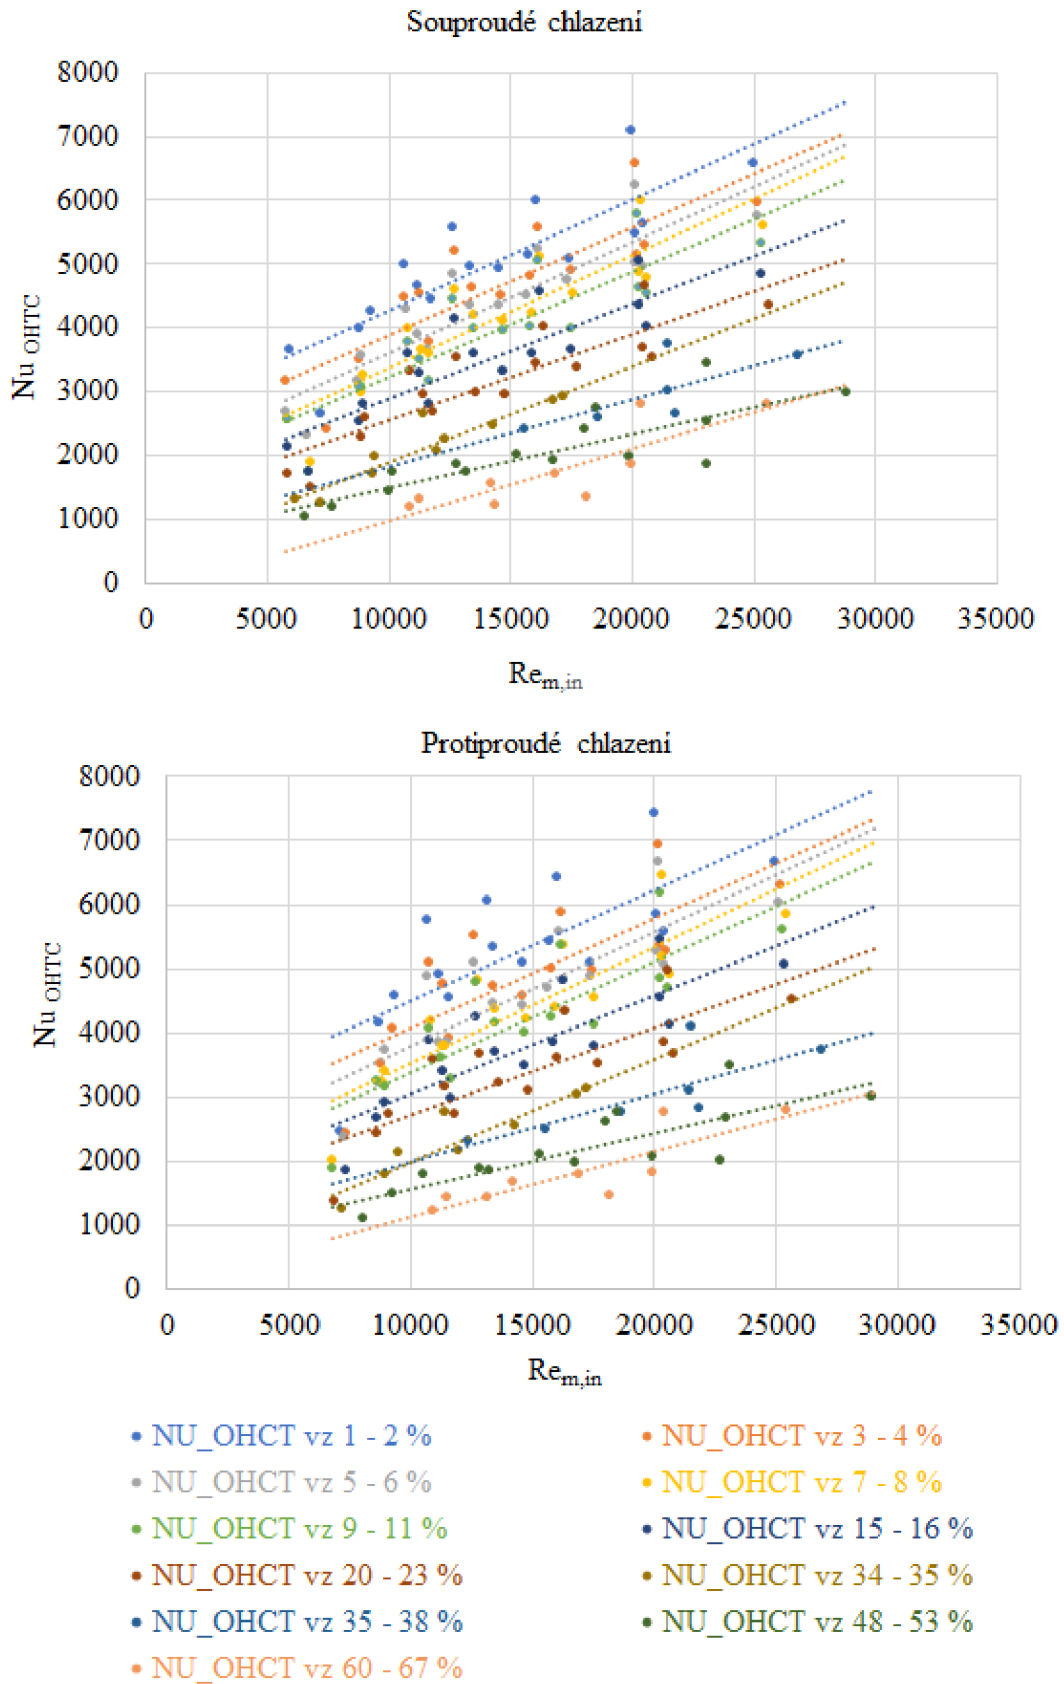 Souproudé chlazení
8000
7000
6000
5000
4000
3000
2000
1000
0
Nu OHTC
0 5000 10000 15000 20000 25000 30000 35000
Re m,in
Protiproudé chlazení
8000
7000
6000
5000
4000
3000
2000
1000
0
Nu OHTC
0 5000 10000 15000 20000 25000 30000 35000
Re m,in
NU_OHCT vz 1 - 2 % NU_OHCT vz 3 - 4 %
NU_OHCT vz 5 - 6 % NU_OHCT vz 7 - 8 %
NU_OHCT vz 9 - 11 % NU_OHCT vz 15 - 16 %
NU_OHCT vz 20 - 23 % NU_OHCT vz 34 - 35 %
NU_OHCT vz 35 - 38 % NU_OHCT vz 48 - 53 %
NU_OHCT vz 60 - 67 %